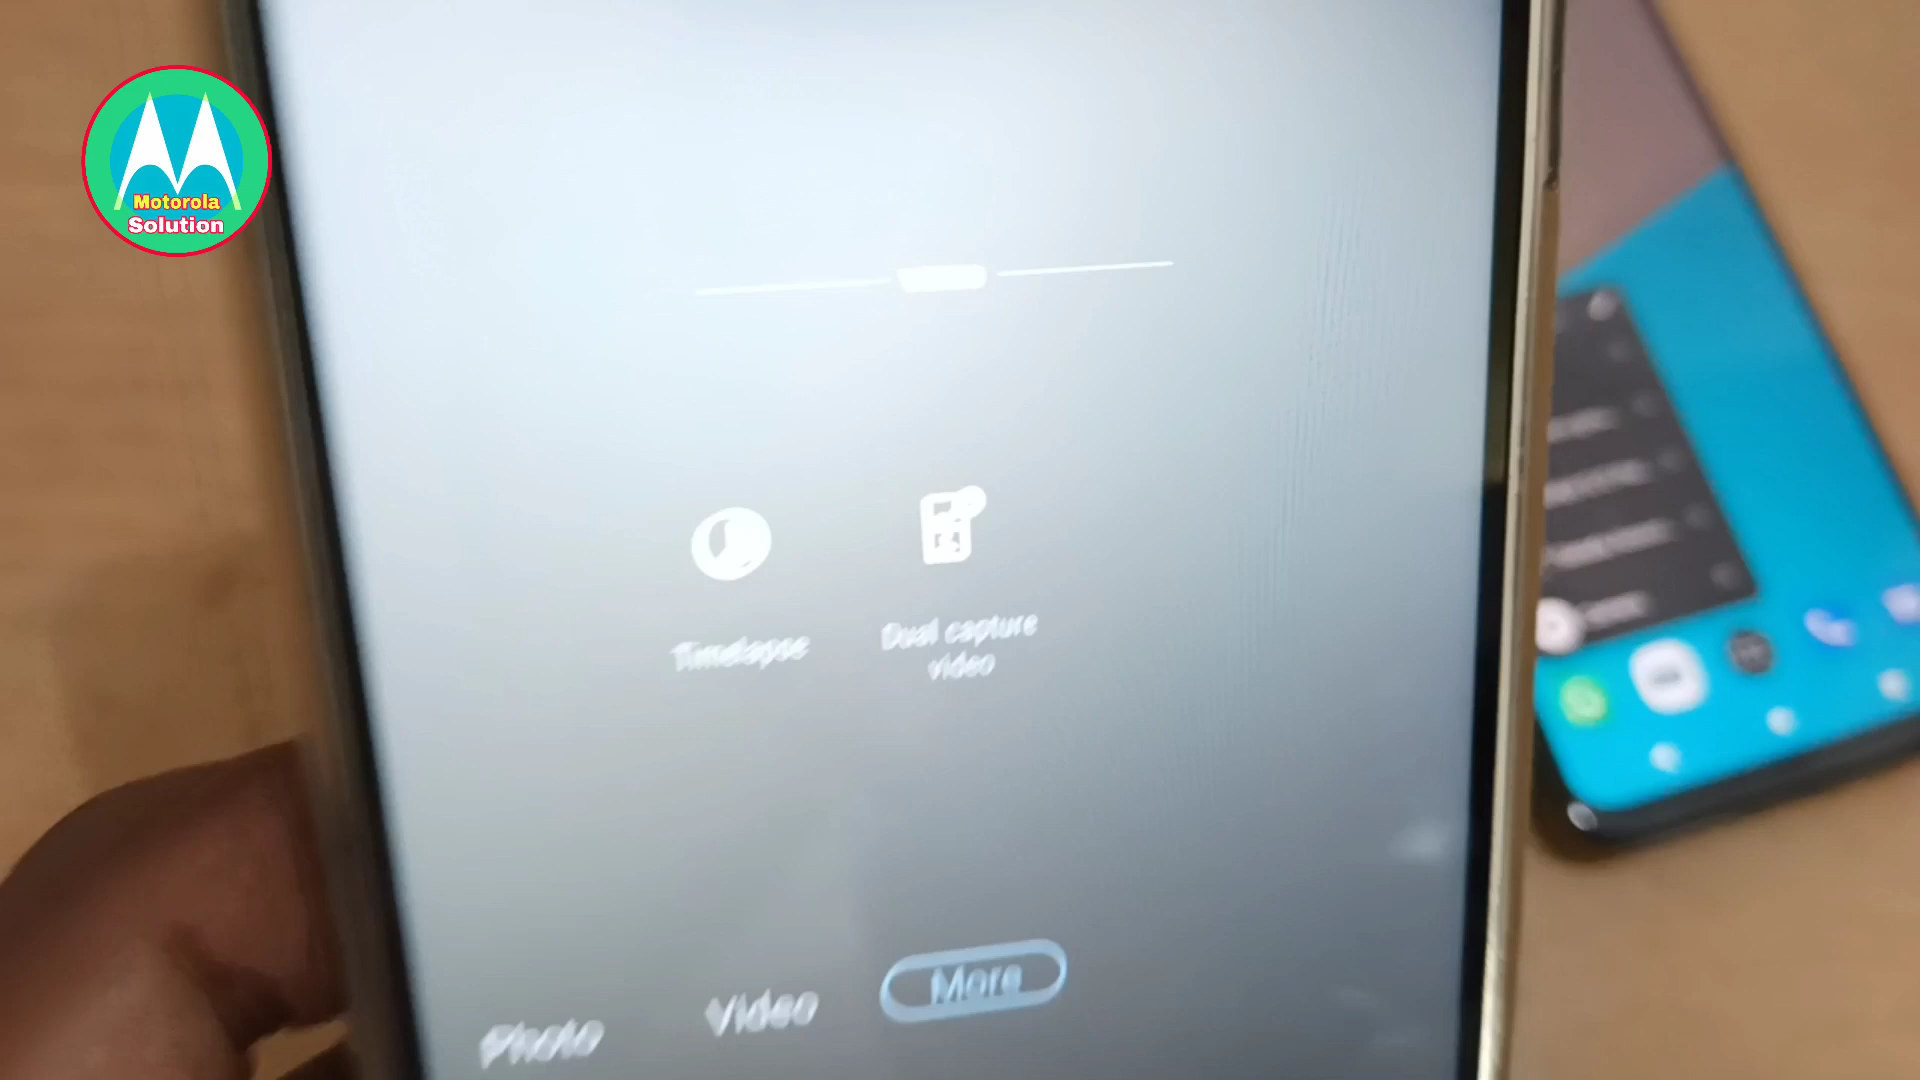 Motorola
Solution
Timelapse
Dual capture
video
Photo
Video
More